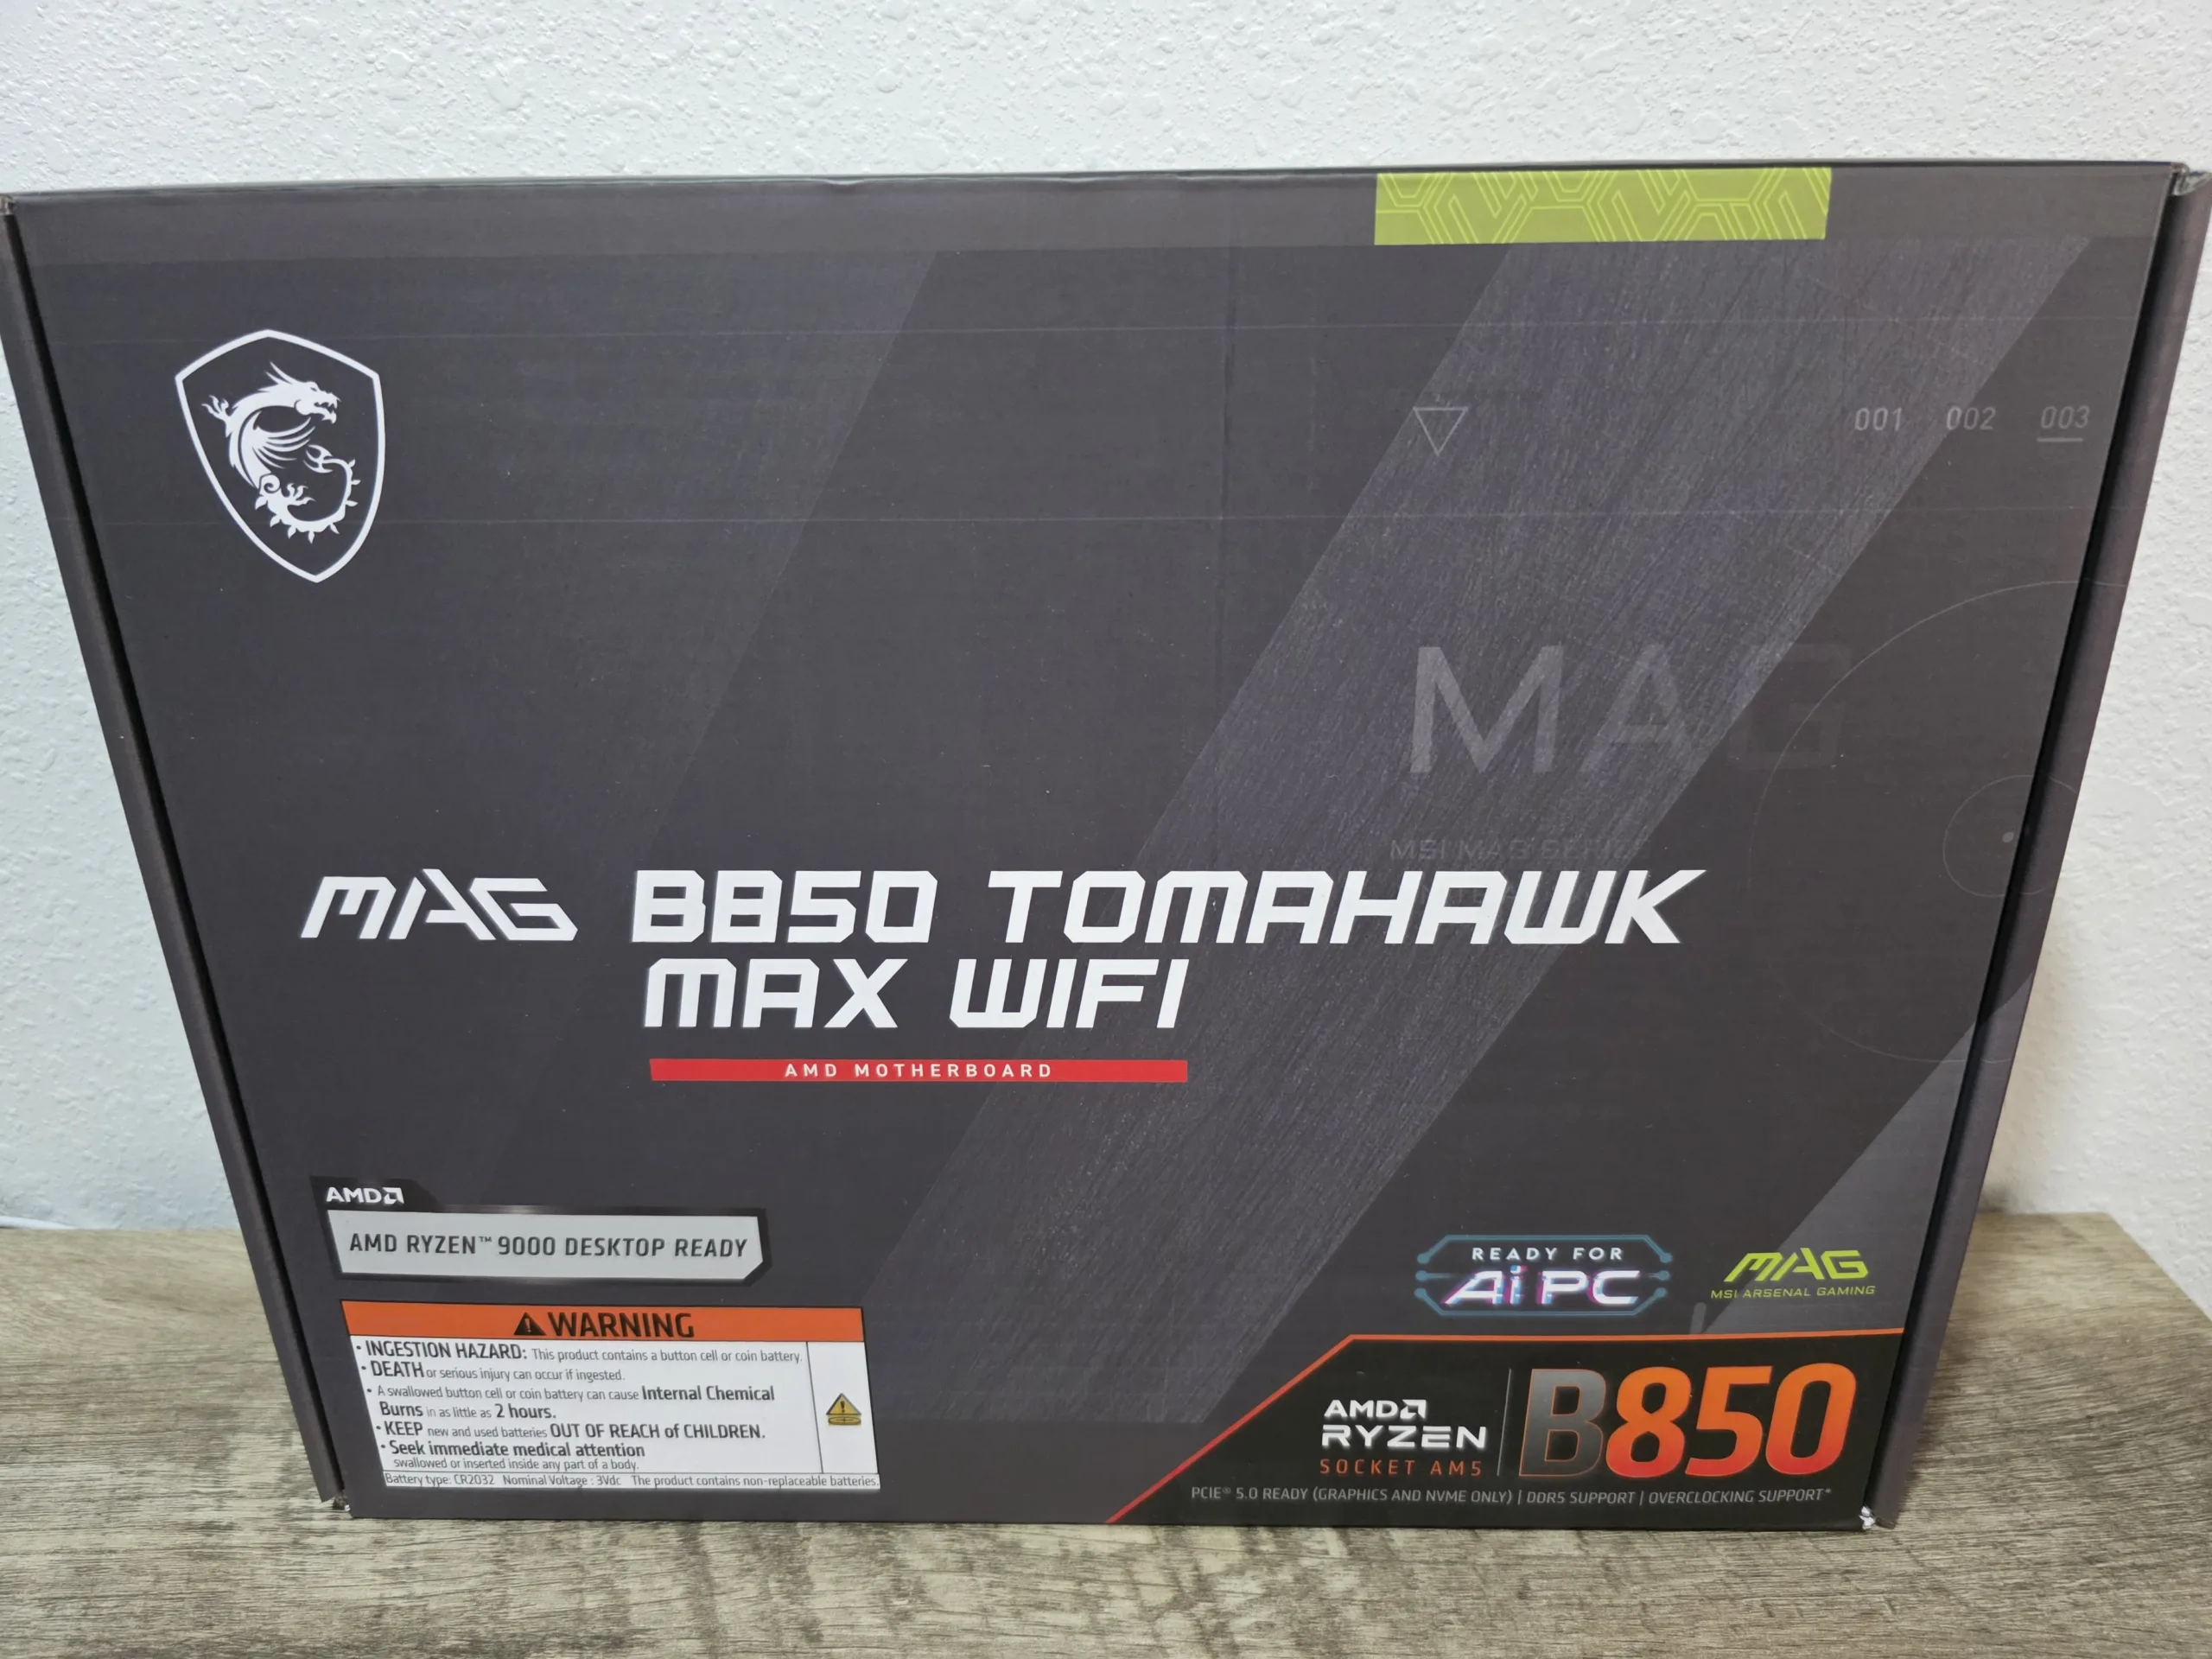 001 002 003
MAG
MSI MAG SERIES
MAG B850 TOMAHAWK
MAX WIFI
AMD MOTHERBOARD
AMD
AMD RYZEN™ 9000 DESKTOP READY
WARNING
• INGESTION HAZARD: This product contains a button cell or coin battery.
• DEATH or serious injury can occur if ingested.
• A swallowed button cell or coin battery can cause Internal Chemical
Burns in as little as 2 hours.
• KEEP new and used batteries OUT OF REACH of CHILDREN.
• Seek immediate medical attention
swallowed or inserted inside any part of a body.
Battery type: CR2032 Nominal Voltage : 3Vdc The product contains non-replaceable batteries.
READY FOR
Ai PC
MAG
MSI ARSENAL GAMING
AMD
RYZEN
SOCKET AM5
B850
PCIE® 5.0 READY (GRAPHICS AND NVME ONLY) | DDR5 SUPPORT | OVERCLOCKING SUPPORT*